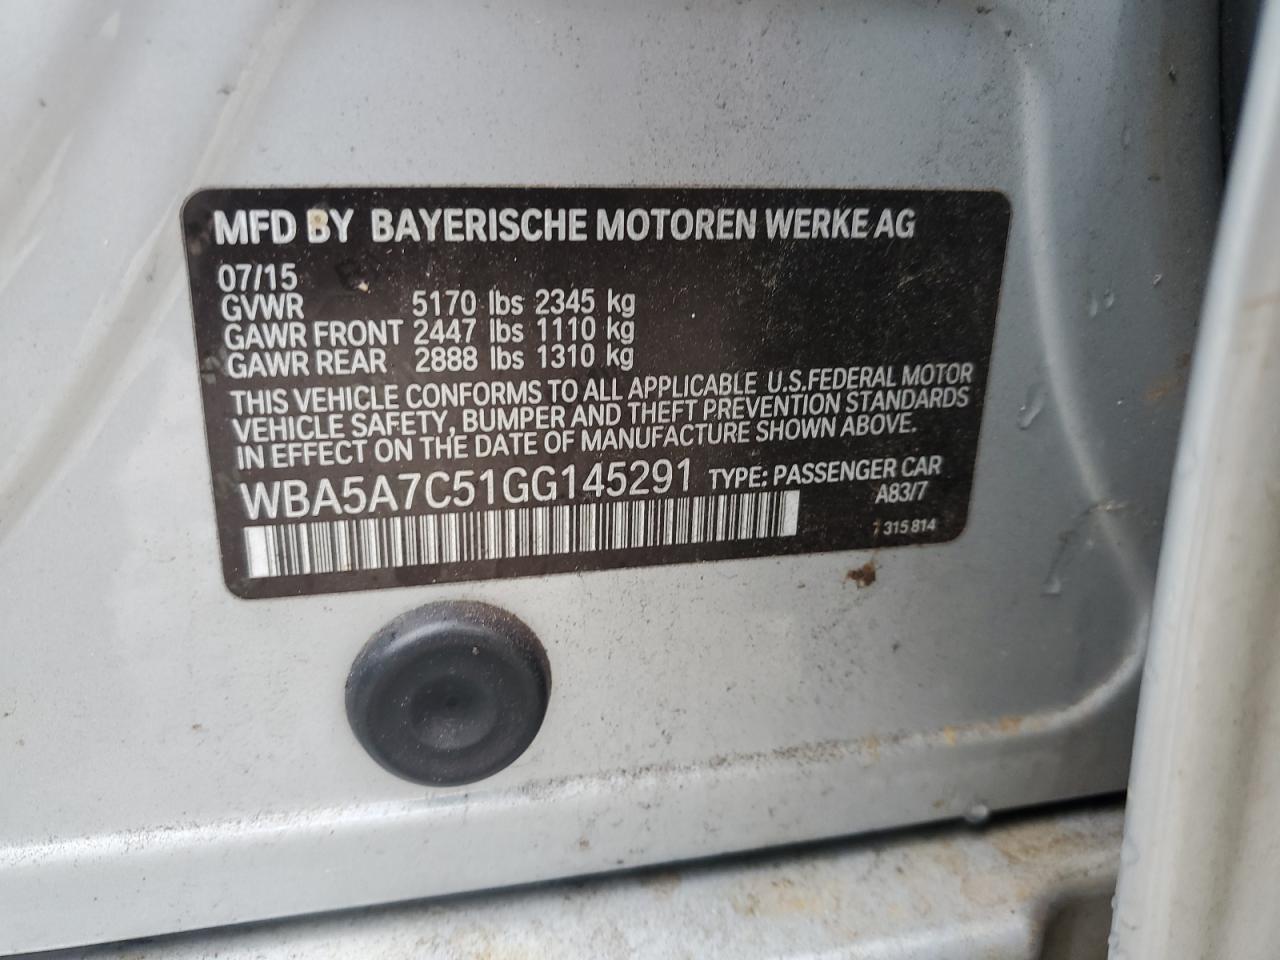 MFD BY BAYERISCHE MOTOREN WERKE AG
07/15
GVWR 5170 lbs 2345 kg
GAWR FRONT 2447 lbs 1110 kg
GAWR REAR 2888 lbs 1310 kg
THIS VEHICLE CONFORMS TO ALL APPLICABLE U.S.FEDERAL MOTOR
VEHICLE SAFETY, BUMPER AND THEFT PREVENTION STANDARDS
IN EFFECT ON THE DATE OF MANUFACTURE SHOWN ABOVE.
WBA5A7C51GG145291 TYPE: PASSENGER CAR
A83/7
315 814